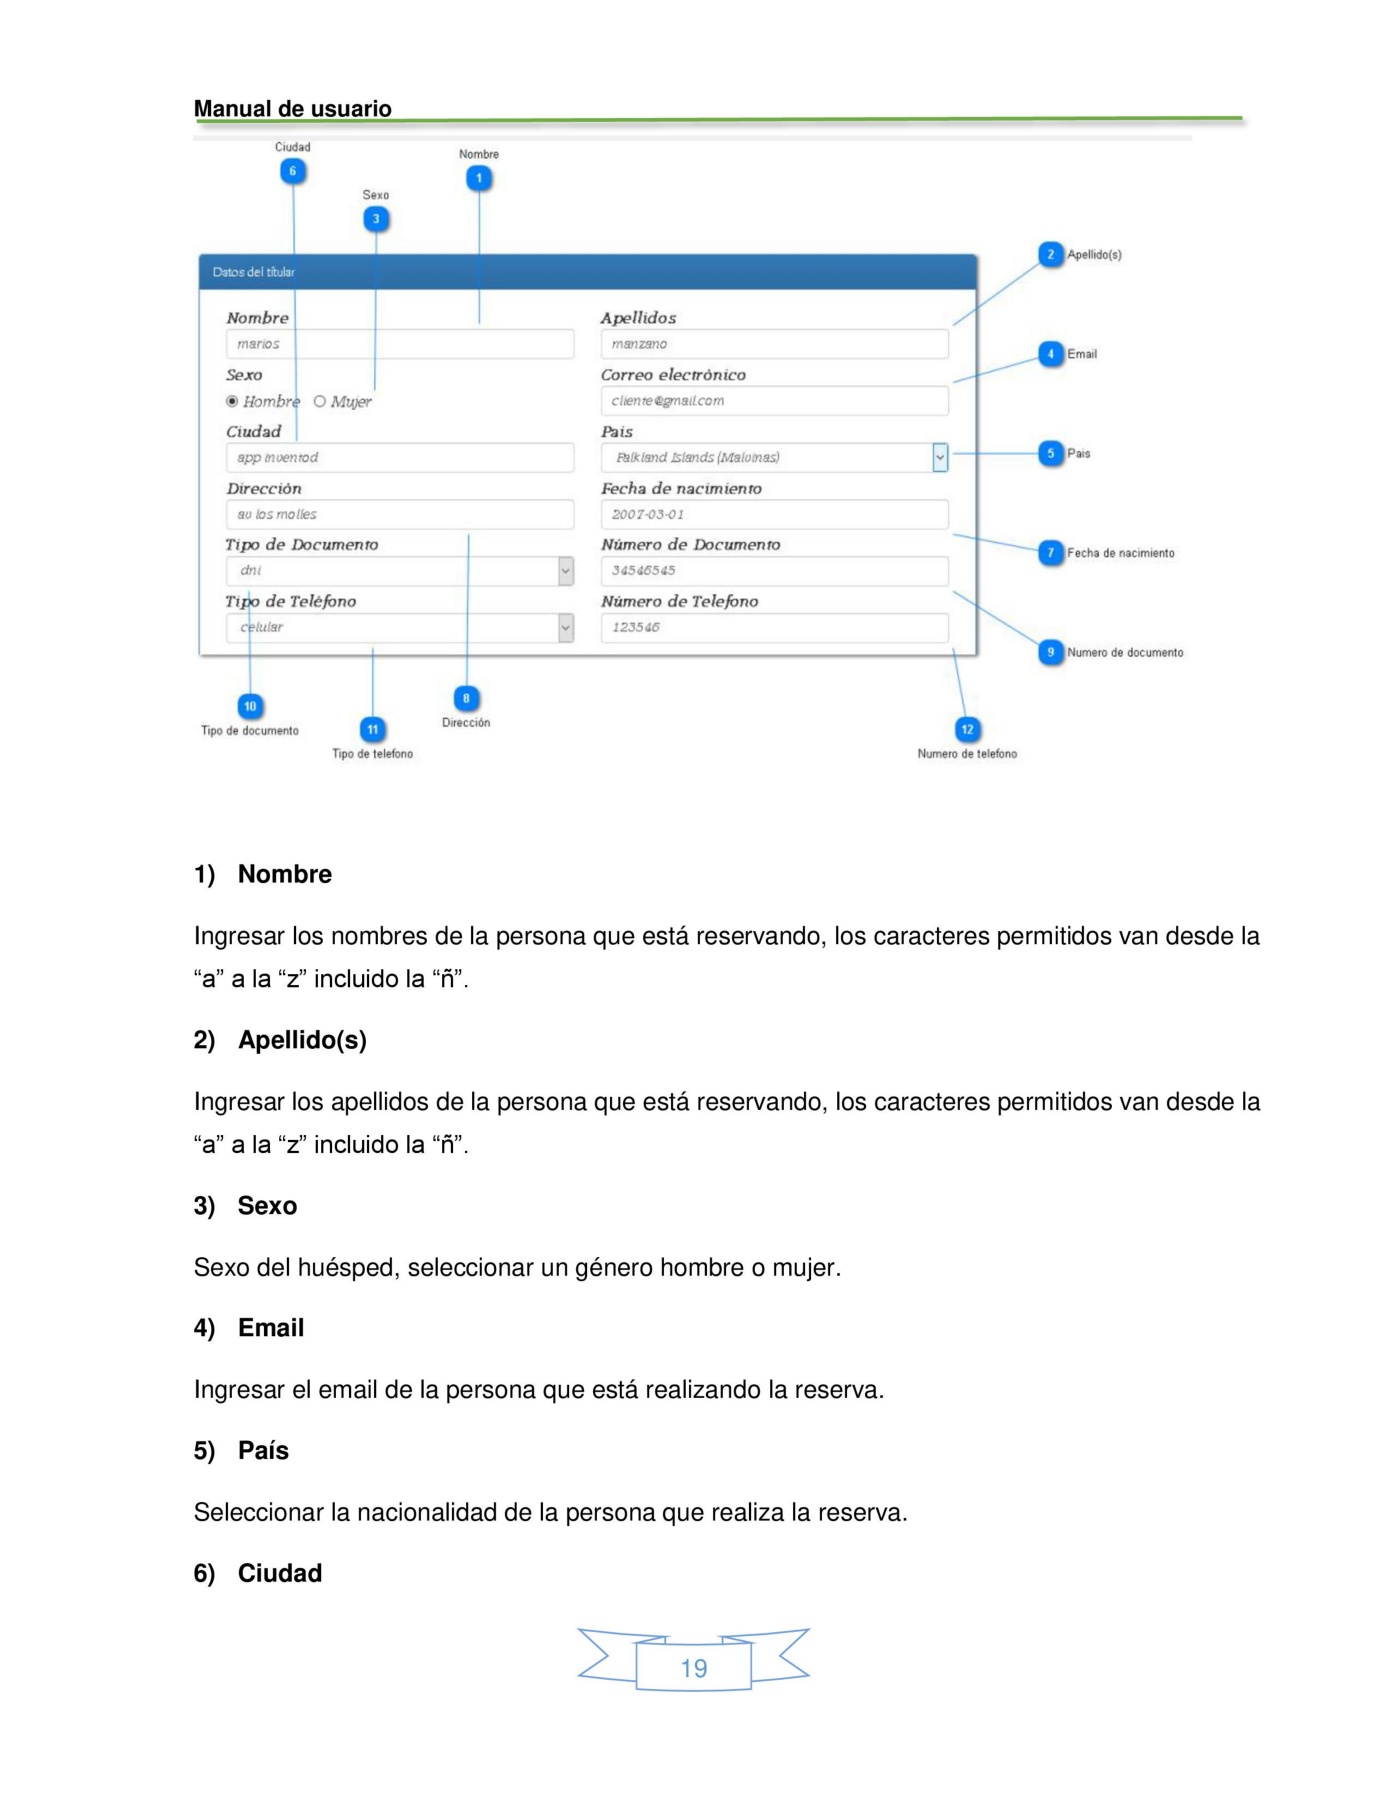 Manual de usuario
Ciudad
6
Nombre
1
Sexo
3
2 Apellido(s)
Datos del títular
Nombre
Apellidos
marios
manzano
4 Email
Sexo
Correo electrónico
Hombre Mujer
cliente@gmail.com
Ciudad
Pais
app inventod
Falkland Islands (Malvinas)
5 Pais
Dirección
Fecha de nacimiento
av los molles
2007-03-01
Tipo de Documento
Número de Documento
7 Fecha de nacimiento
dni
34546545
Tipo de Teléfono
Número de Telefono
celular
123546
9 Numero de documento
10
Tipo de documento
11
Tipo de telefono
8
Dirección
12
Numero de telefono
1) Nombre
Ingresar los nombres de la persona que está reservando, los caracteres permitidos van desde la
“a” a la “z” incluido la “ñ”.
2) Apellido(s)
Ingresar los apellidos de la persona que está reservando, los caracteres permitidos van desde la
“a” a la “z” incluido la “ñ”.
3) Sexo
Sexo del huésped, seleccionar un género hombre o mujer.
4) Email
Ingresar el email de la persona que está realizando la reserva.
5) País
Seleccionar la nacionalidad de la persona que realiza la reserva.
6) Ciudad
19